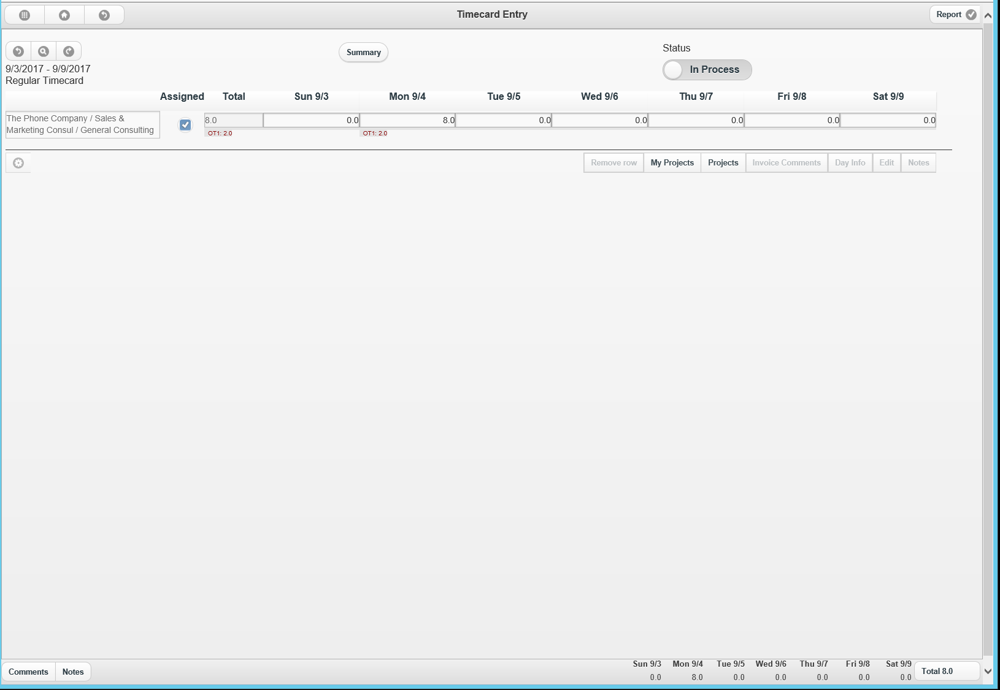 Timecard Entry
Report
Summary
Status
In Process
9/3/2017 - 9/9/2017
Regular Timecard
Assigned Total Sun 9/3 Mon 9/4 Tue 9/5 Wed 9/6 Thu 9/7 Fri 9/8 Sat 9/9
The Phone Company / Sales &
Marketing Consul / General Consulting
8.0 0.0 8.0 0.0 0.0 0.0 0.0 0.0
OT1: 2.0 OT1: 2.0
Remove row My Projects Projects Invoice Comments Day Info Edit Notes
Comments Notes
Sun 9/3 Mon 9/4 Tue 9/5 Wed 9/6 Thu 9/7 Fri 9/8 Sat 9/9
0.0 8.0 0.0 0.0 0.0 0.0 0.0
Total 8.0